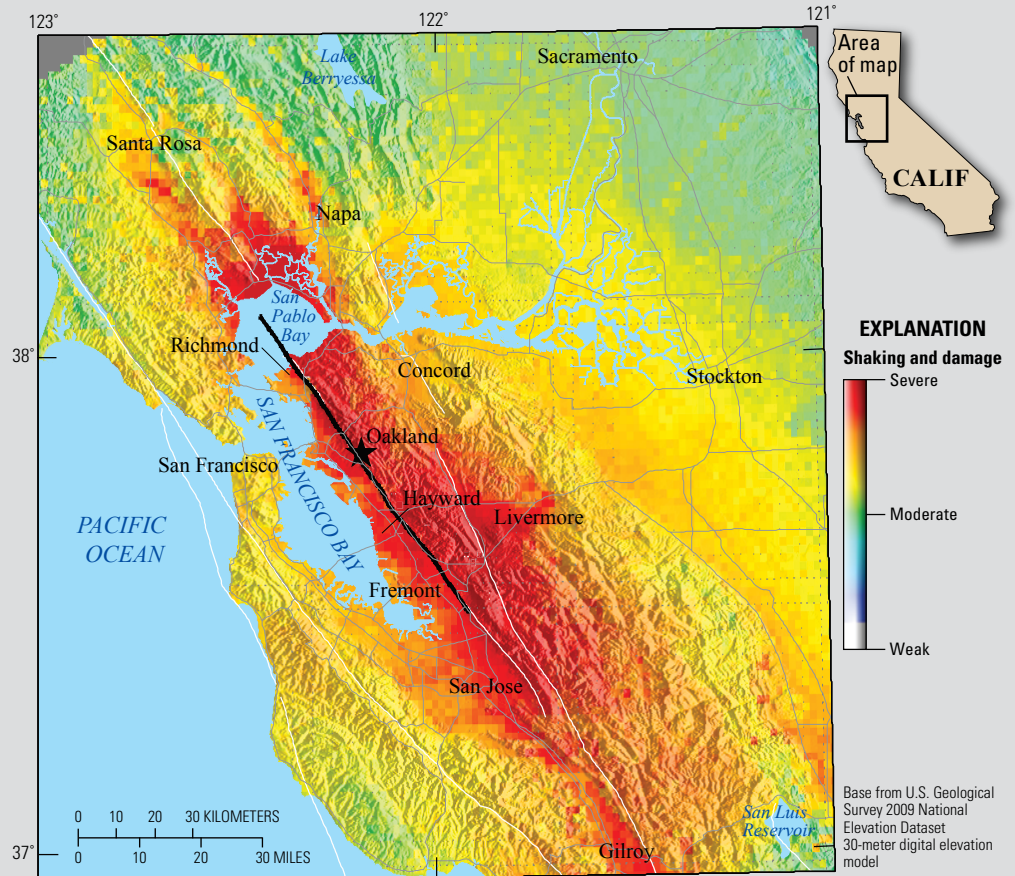 123°
122°
121°
Lake
Berryessa
Sacramento
Area
of map
CALIF
Santa Rosa
Napa
San
Pablo
Bay
Richmond
38°
Concord
Stockton
EXPLANATION
Shaking and damage
Severe
Moderate
Weak
SAN FRANCISCO BAY
Oakland
San Francisco
Hayward
Livermore
PACIFIC
OCEAN
Fremont
San Jose
San Luis
Reservoir
Gilroy
37°
0 10 20 30 KILOMETERS
0 10 20 30 MILES
Base from U.S. Geological
Survey 2009 National
Elevation Dataset
30-meter digital elevation
model